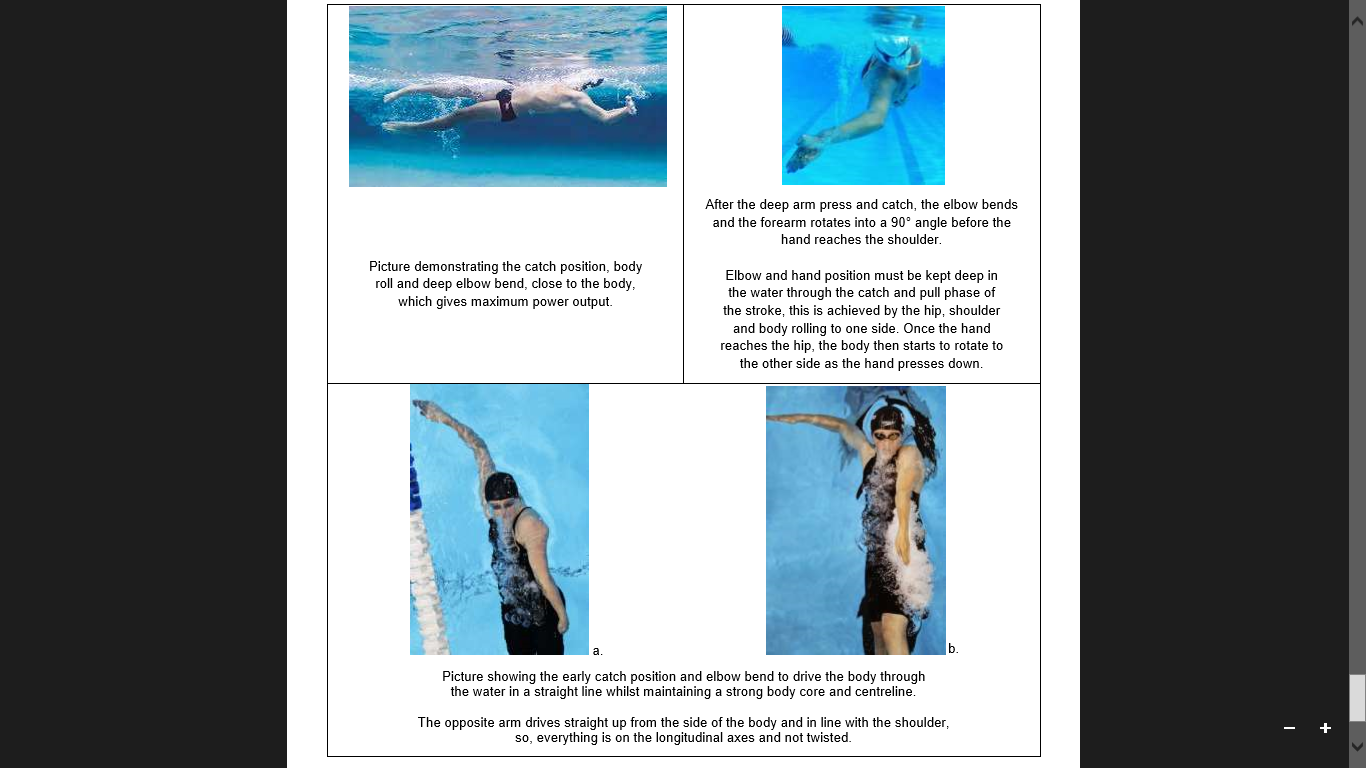 Picture demonstrating the catch position, body
roll and deep elbow bend, close to the body,
which gives maximum power output.
After the deep arm press and catch, the elbow bends
and the forearm rotates into a 90° angle before the
hand reaches the shoulder.
Elbow and hand position must be kept deep in
the water through the catch and pull phase of
the stroke, this is achieved by the hip, shoulder
and body rolling to one side. Once the hand
reaches the hip, the body then starts to rotate to
the other side as the hand presses down.
a.
b.
Picture showing the early catch position and elbow bend to drive the body through
the water in a straight line whilst maintaining a strong body core and centreline.
The opposite arm drives straight up from the side of the body and in line with the shoulder,
so, everything is on the longitudinal axes and not twisted.